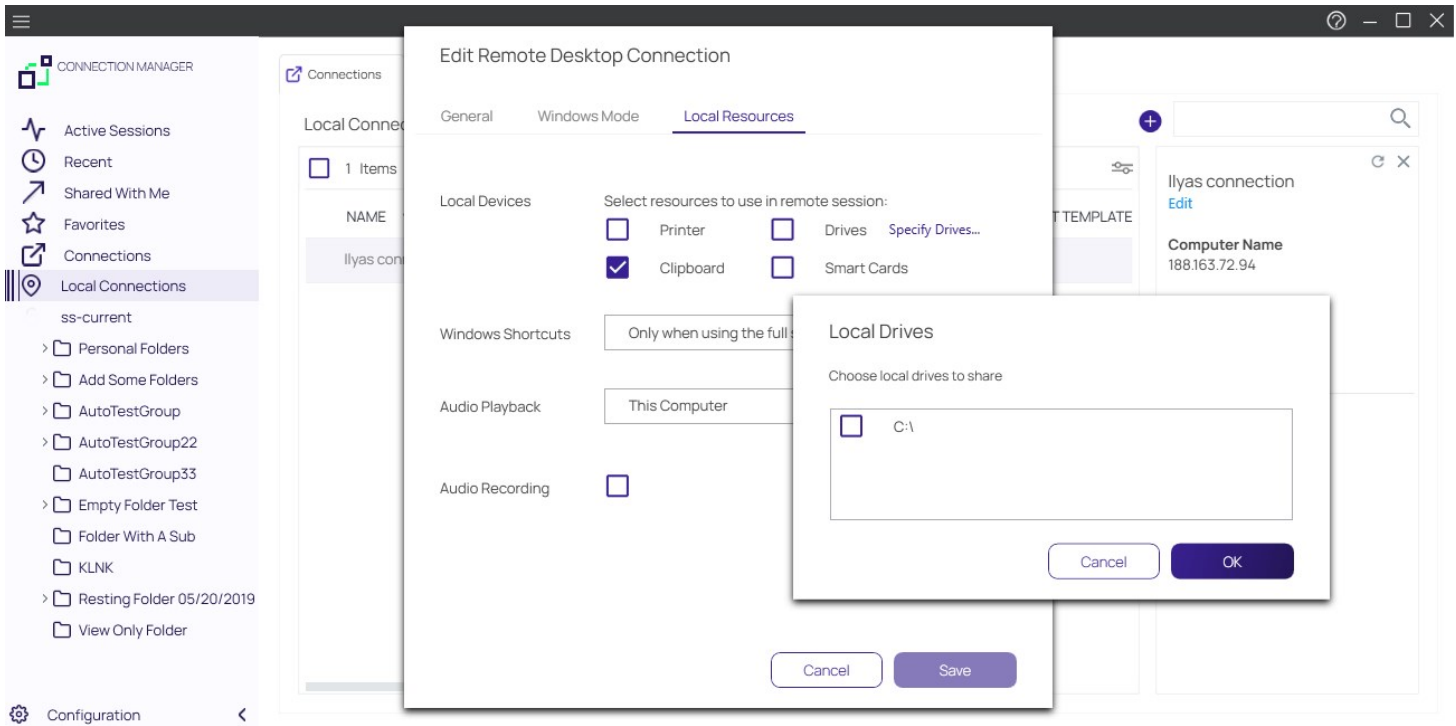 CONNECTION MANAGER
Active Sessions
Recent
Shared With Me
Favorites
Connections
Local Connections
ss-current
Personal Folders
Add Some Folders
AutoTestGroup
AutoTestGroup22
AutoTestGroup33
Empty Folder Test
Folder With A Sub
KLNK
Resting Folder 05/20/2019
View Only Folder
Configuration
Connections
Local Connec
1 Items
NAME
Ilyas con
T TEMPLATE
Edit Remote Desktop Connection
General Windows Mode Local Resources
Local Devices Select resources to use in remote session:
Printer Drives Specify Drives...
Clipboard Smart Cards
Windows Shortcuts Only when using the full
Audio Playback This Computer
Audio Recording
Cancel Save
Local Drives
Choose local drives to share
C:\
Cancel OK
Ilyas connection
Edit
Computer Name
188.163.72.94